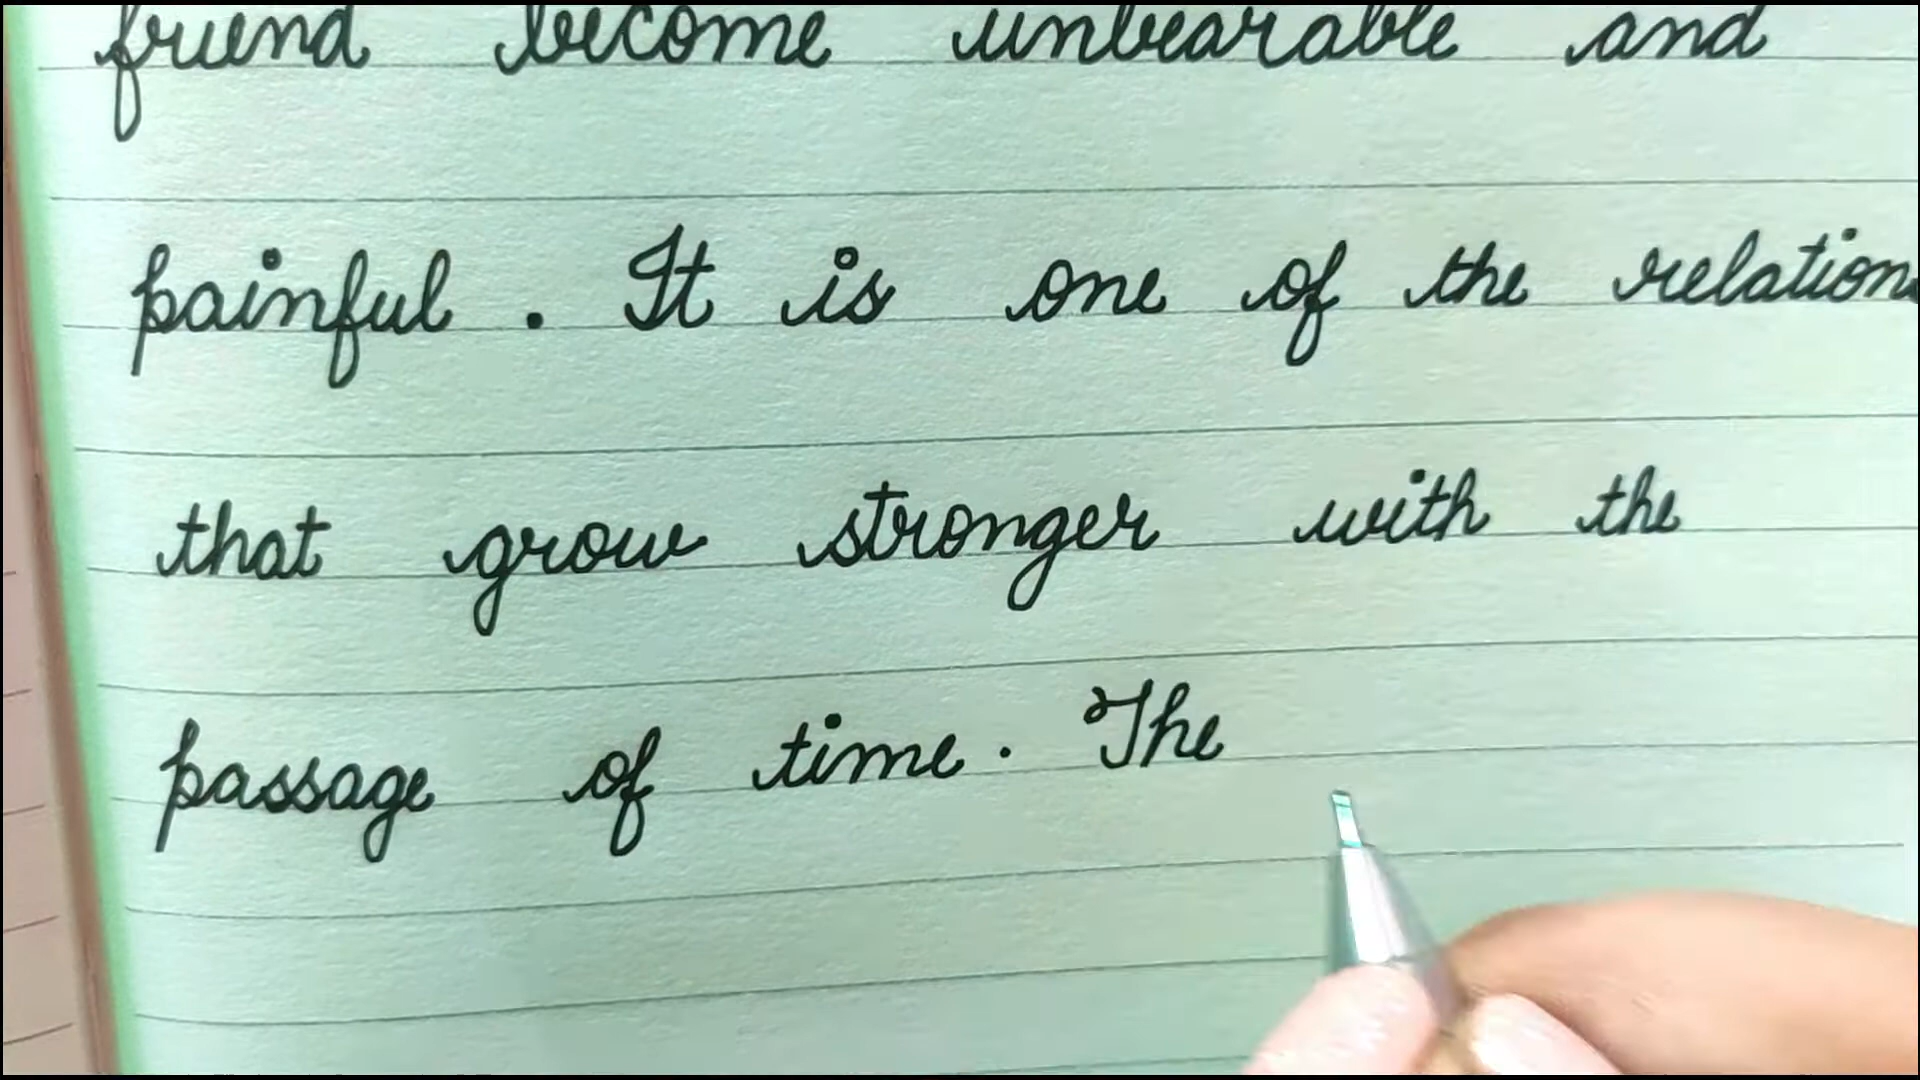 friend become unbearable and
painful. It is one of the relation
that grow stronger with the
passage of time. The